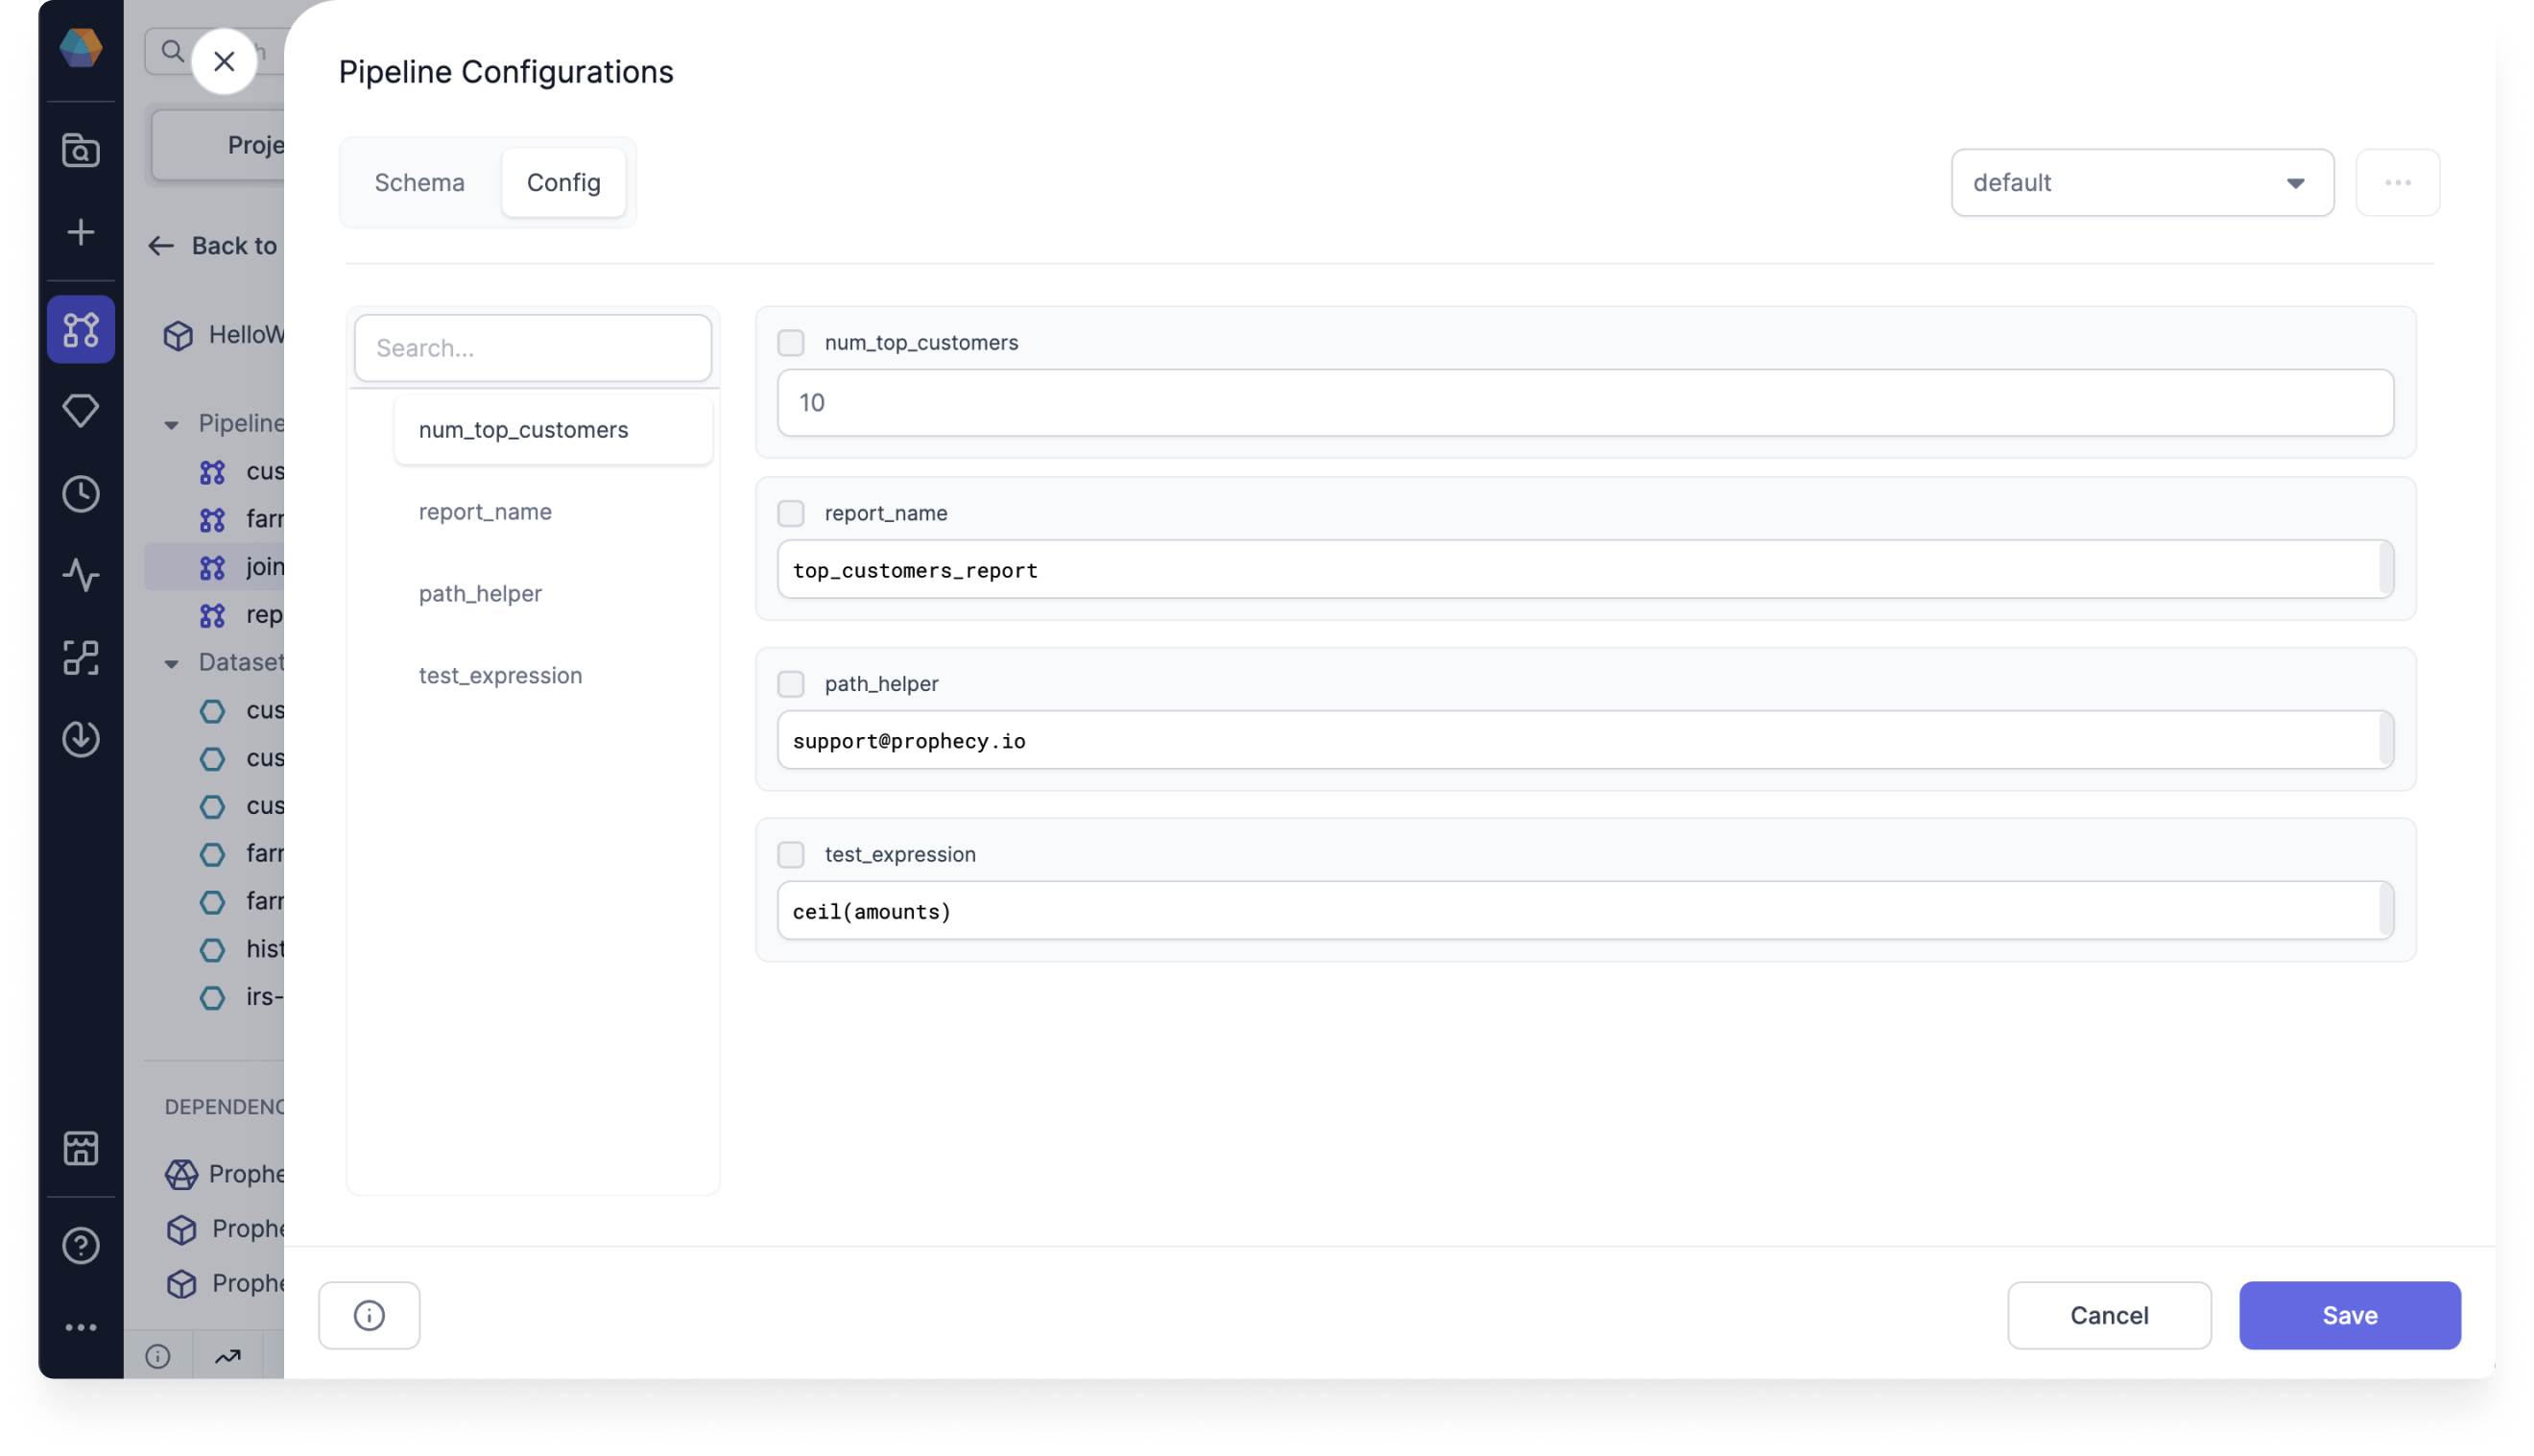 Pipeline Configurations
Schema
Config
default
Back to
HelloW
Pipeline
cus
farr
join
rep
Dataset
cus
cus
cus
farr
farr
hist
irs-
DEPENDENC
Prophe
Prophe
Prophe
Proje
Search...
num_top_customers
report_name
path_helper
test_expression
num_top_customers
10
report_name
top_customers_report
path_helper
support@prophecy.io
test_expression
ceil(amounts)
Cancel
Save